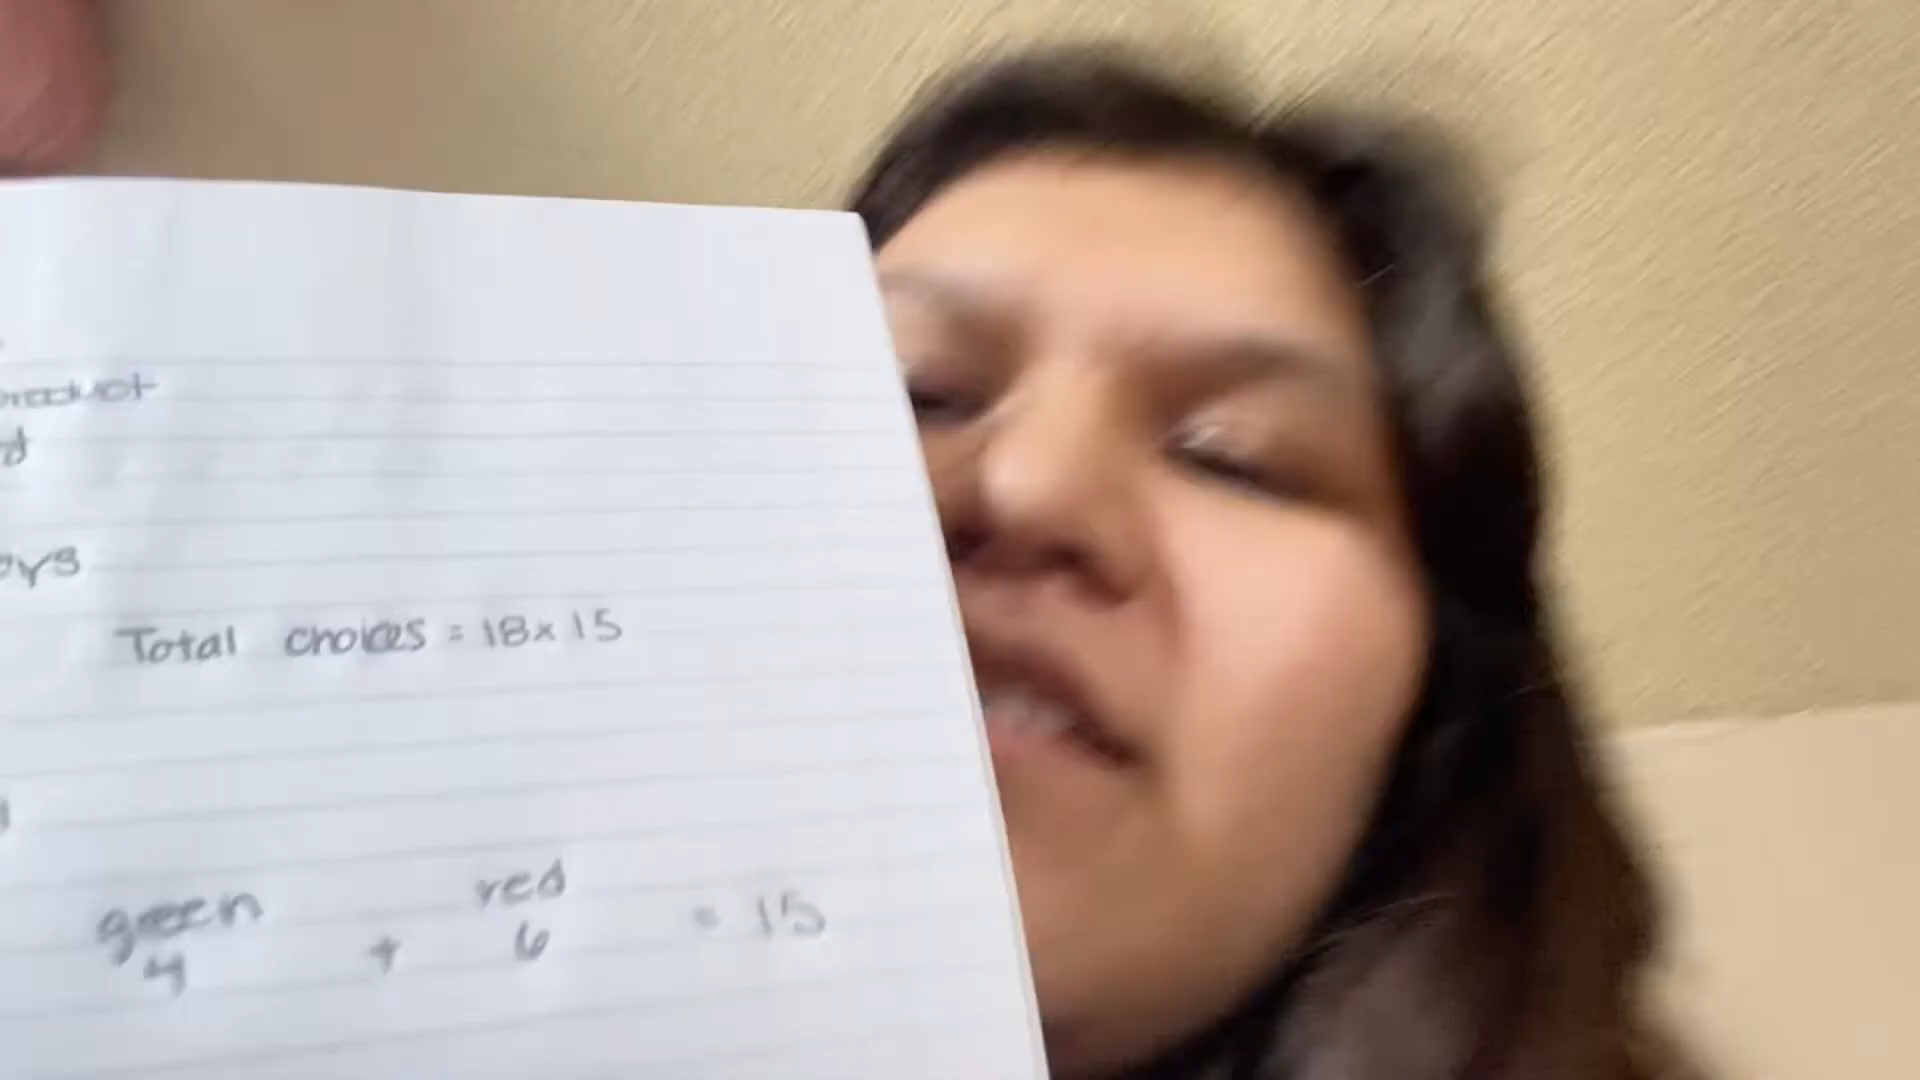 Total choices = 18 x 15
green red
4 + 6 = 15